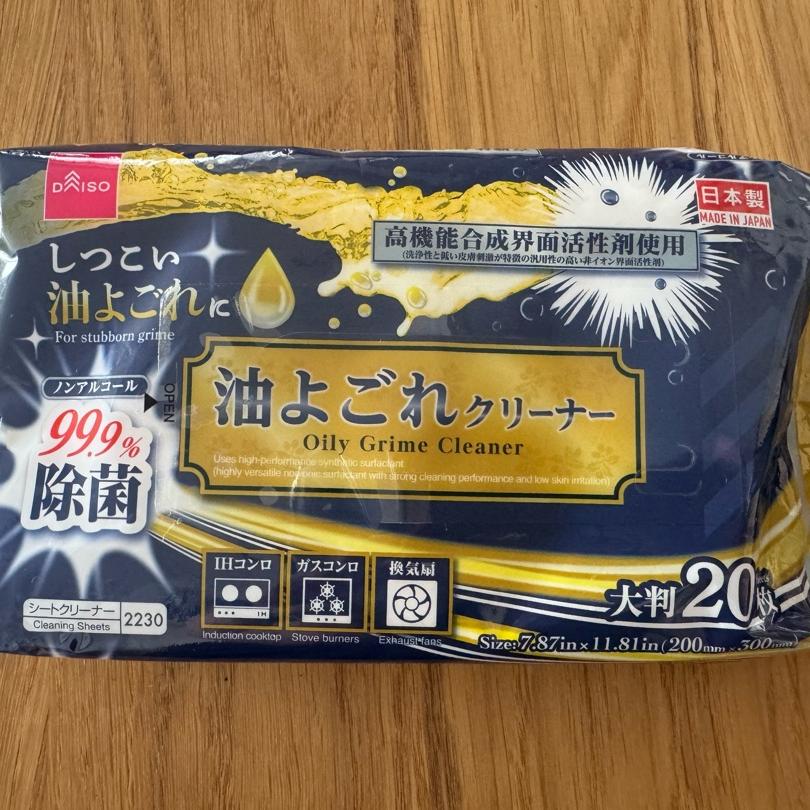 DAISO
日本製
MADE IN JAPAN
高機能合成界面活性剤使用
(洗浄性と低い皮膚刺激が特徴の汎用性の高い非イオン界面活性剤)
しつこい
油よごれに
For stubborn grime
ノンアルコール
99.9%
除菌
OPEN
油よごれクリーナー
Oily Grime Cleaner
Uses high-performance synthetic surfactant
(highly versatile nonionic surfactant with strong cleaning performance and low skin irritation)
IHコンロ
IH
Induction cooktop
ガスコンロ
Stove burners
換気扇
Exhaust fans
シートクリーナー
Cleaning Sheets
2230
大判20枚入
Size:7.87in×11.81in(200mm×300mm